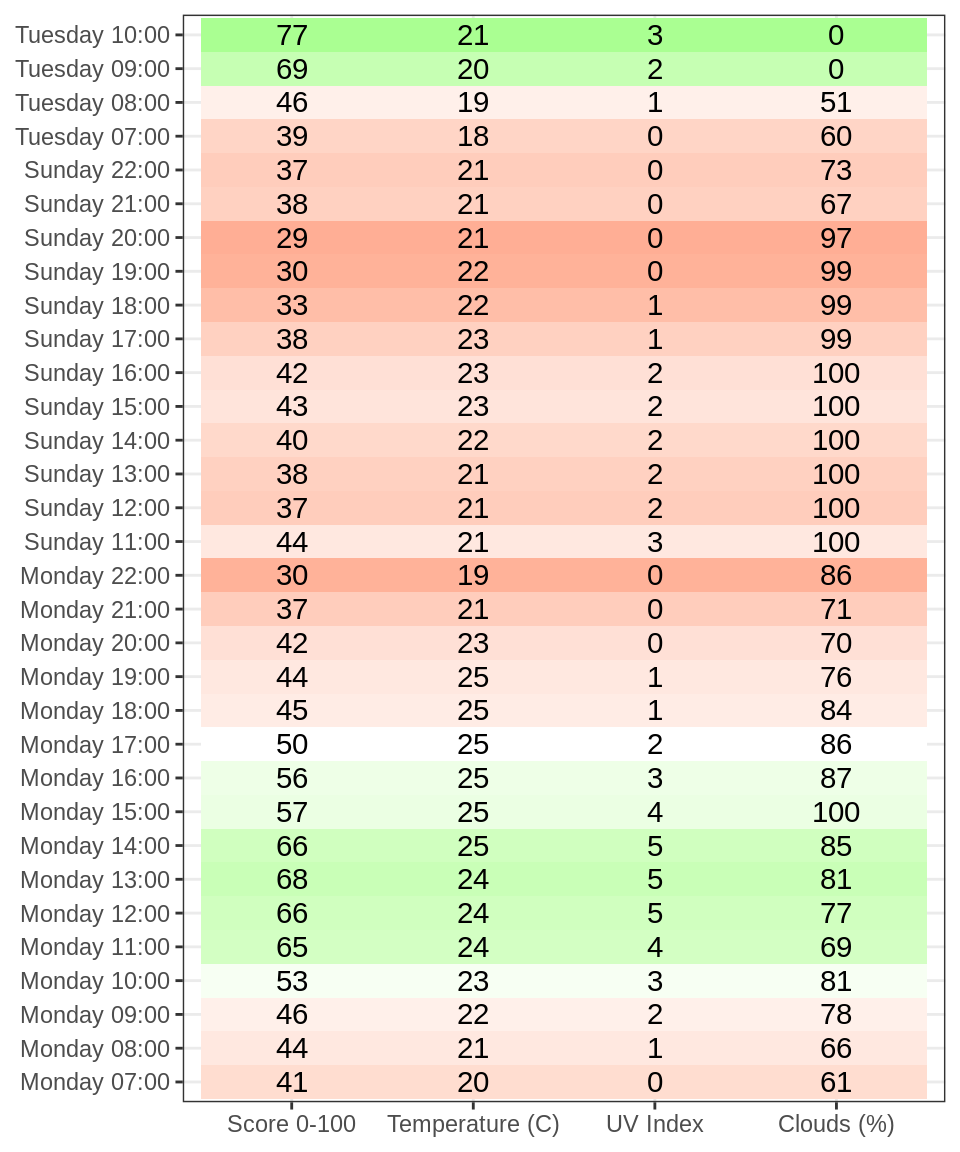 Tuesday 10:00 77 21 3 0
Tuesday 09:00 69 20 2 0
Tuesday 08:00 46 19 1 51
Tuesday 07:00 39 18 0 60
Sunday 22:00 37 21 0 73
Sunday 21:00 38 21 0 67
Sunday 20:00 29 21 0 97
Sunday 19:00 30 22 0 99
Sunday 18:00 33 22 1 99
Sunday 17:00 38 23 1 99
Sunday 16:00 42 23 2 100
Sunday 15:00 43 23 2 100
Sunday 14:00 40 22 2 100
Sunday 13:00 38 21 2 100
Sunday 12:00 37 21 2 100
Sunday 11:00 44 21 3 100
Monday 22:00 30 19 0 86
Monday 21:00 37 21 0 71
Monday 20:00 42 23 0 70
Monday 19:00 44 25 1 76
Monday 18:00 45 25 1 84
Monday 17:00 50 25 2 86
Monday 16:00 56 25 3 87
Monday 15:00 57 25 4 100
Monday 14:00 66 25 5 85
Monday 13:00 68 24 5 81
Monday 12:00 66 24 5 77
Monday 11:00 65 24 4 69
Monday 10:00 53 23 3 81
Monday 09:00 46 22 2 78
Monday 08:00 44 21 1 66
Monday 07:00 41 20 0 61
Score 0-100 Temperature (C) UV Index Clouds (%)